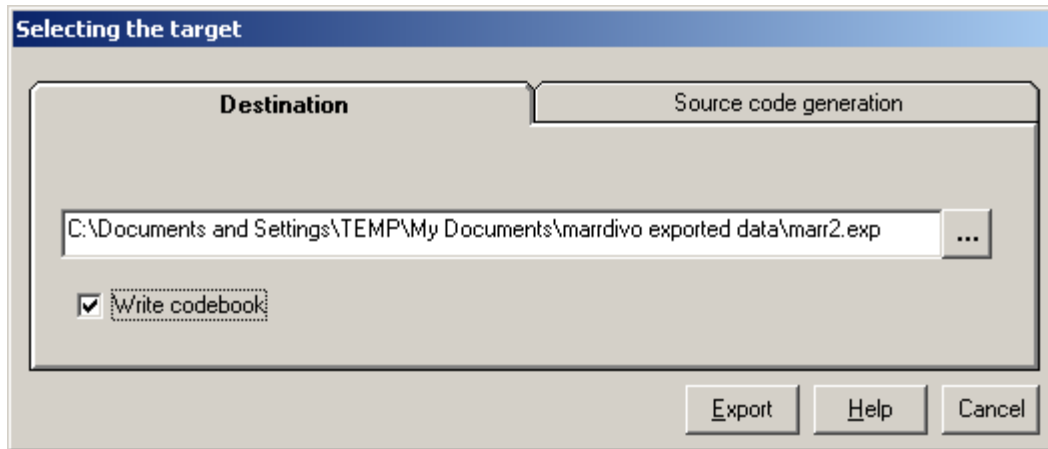 Selecting the target
Destination
Source code generation
C:\Documents and Settings\TEMP\My Documents\marrdivo exported data\marr2.exp
...
Write codebook
Export
Help
Cancel